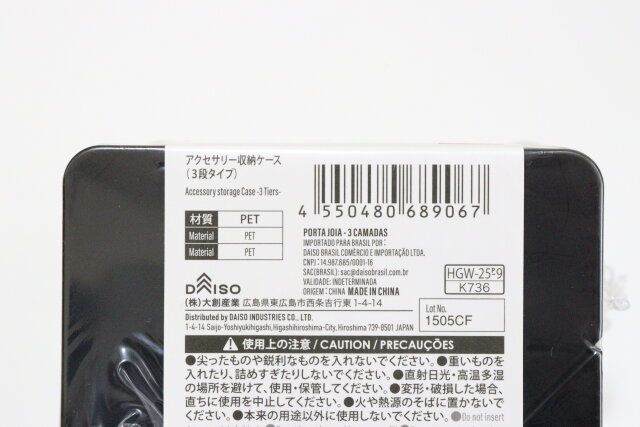 アクセサリー収納ケース
(3段タイプ)
Accessory storage Case -3 Tiers-
材質 PET
Material PET
Material PET
4 550480 689067
PORTA JOIA - 3 CAMADAS
IMPORTADO PARA BRASIL POR :
DAISO BRASIL COMÉRCIO E IMPORTAÇÃO LTDA.
CNPJ : 14.987.685/0001-16
SAC(BRASIL): sac@daisobrasil.com.br
VALIDADE: INDETERMINADA
ORIGEM : CHINA MADE IN CHINA
DAISO
(株)大創産業 広島県東広島市西条吉行東 1-4-14
Distributed by DAISO INDUSTRIES CO., LTD.
1-4-14 Saijo-Yoshiyukihigashi, Higashihiroshima-City, Hiroshima 739-8501 JAPAN
K736
Lot No.
1505CF
使用上の注意 / CAUTION / PRECAUÇÕES
●尖ったものや鋭利なものを入れないでください。●重いものを
入れたり、詰めすぎたりしないでください。●直射日光・高温多湿
の場所を避けて、使用・保管してください。●変形・破損した場合、
直ちに使用を中止してください。●火や熱源のそばに置かないで
ください。●本来の用途以外に使用しないでください。●Do not insert